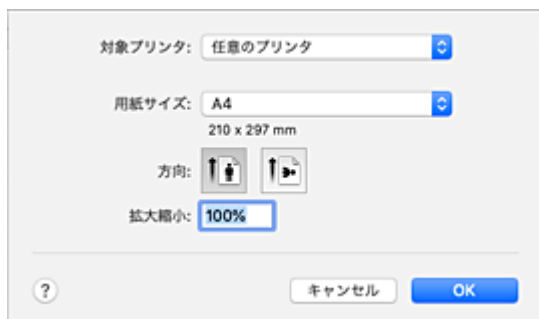 対象プリンタ: 任意のプリンタ
用紙サイズ: A4
210 x 297 mm
方向:
拡大縮小: 100%
? キャンセル OK